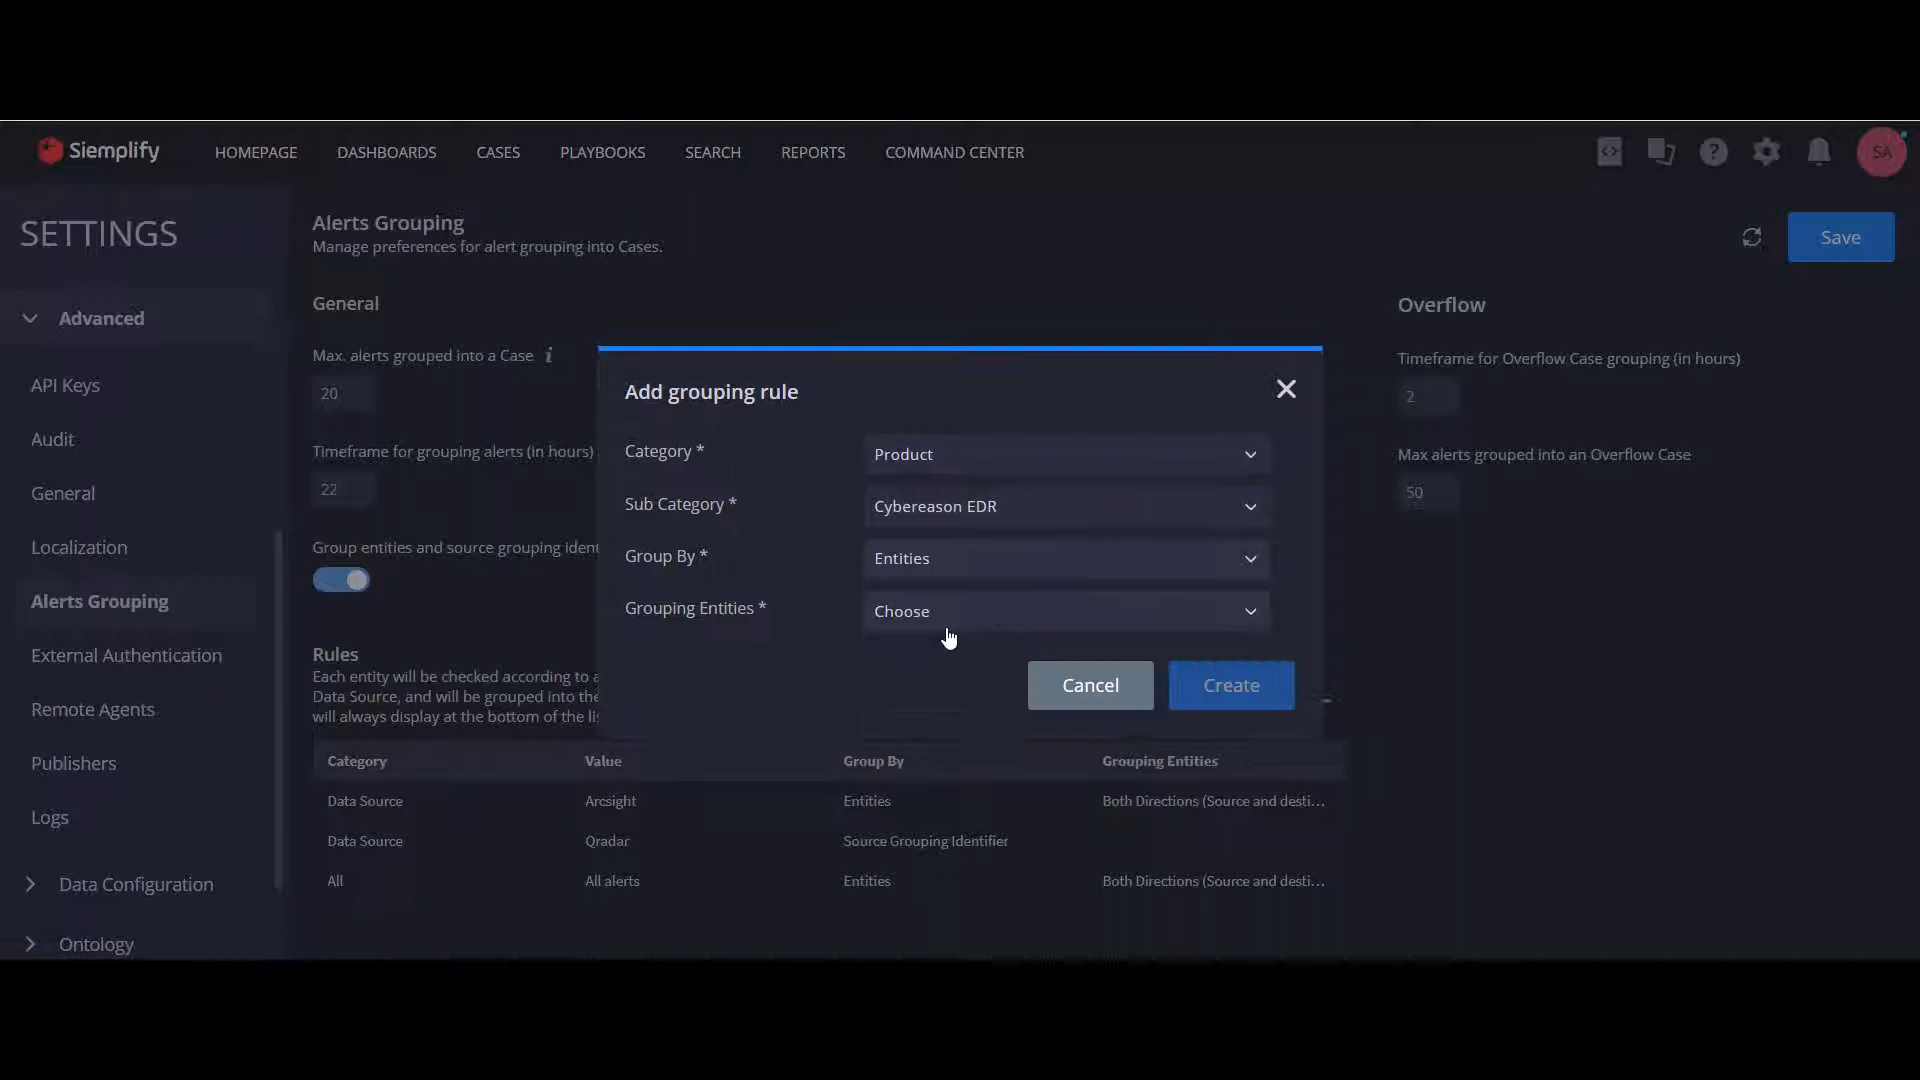 Siemplify
HOMEPAGE DASHBOARDS CASES PLAYBOOKS SEARCH REPORTS COMMAND CENTER
SA
SETTINGS
Advanced
API Keys
Audit
General
Localization
Alerts Grouping
External Authentication
Remote Agents
Publishers
Logs
Data Configuration
Ontology
Alerts Grouping
Manage preferences for alert grouping into Cases.
Save
General
Max. alerts grouped into a Case
20
Timeframe for grouping alerts (in hours)
22
Group entities and source grouping
Overflow
Timeframe for Overflow Case grouping (in hours)
2
Max alerts grouped into an Overflow Case
50
Add grouping rule
Category * Product
Sub Category * Cybereason EDR
Group By * Entities
Grouping Entities * Choose
Cancel Create
Rules
Each entity will be checked according to
Data Source, and will be grouped into the
will always display at the bottom of the
Category Value Group By Grouping Entities
Data Source Arcsight Entities Both Directions (Source and desti...
Data Source Qradar Source Grouping Identifier
All All alerts Entities Both Directions (Source and desti...